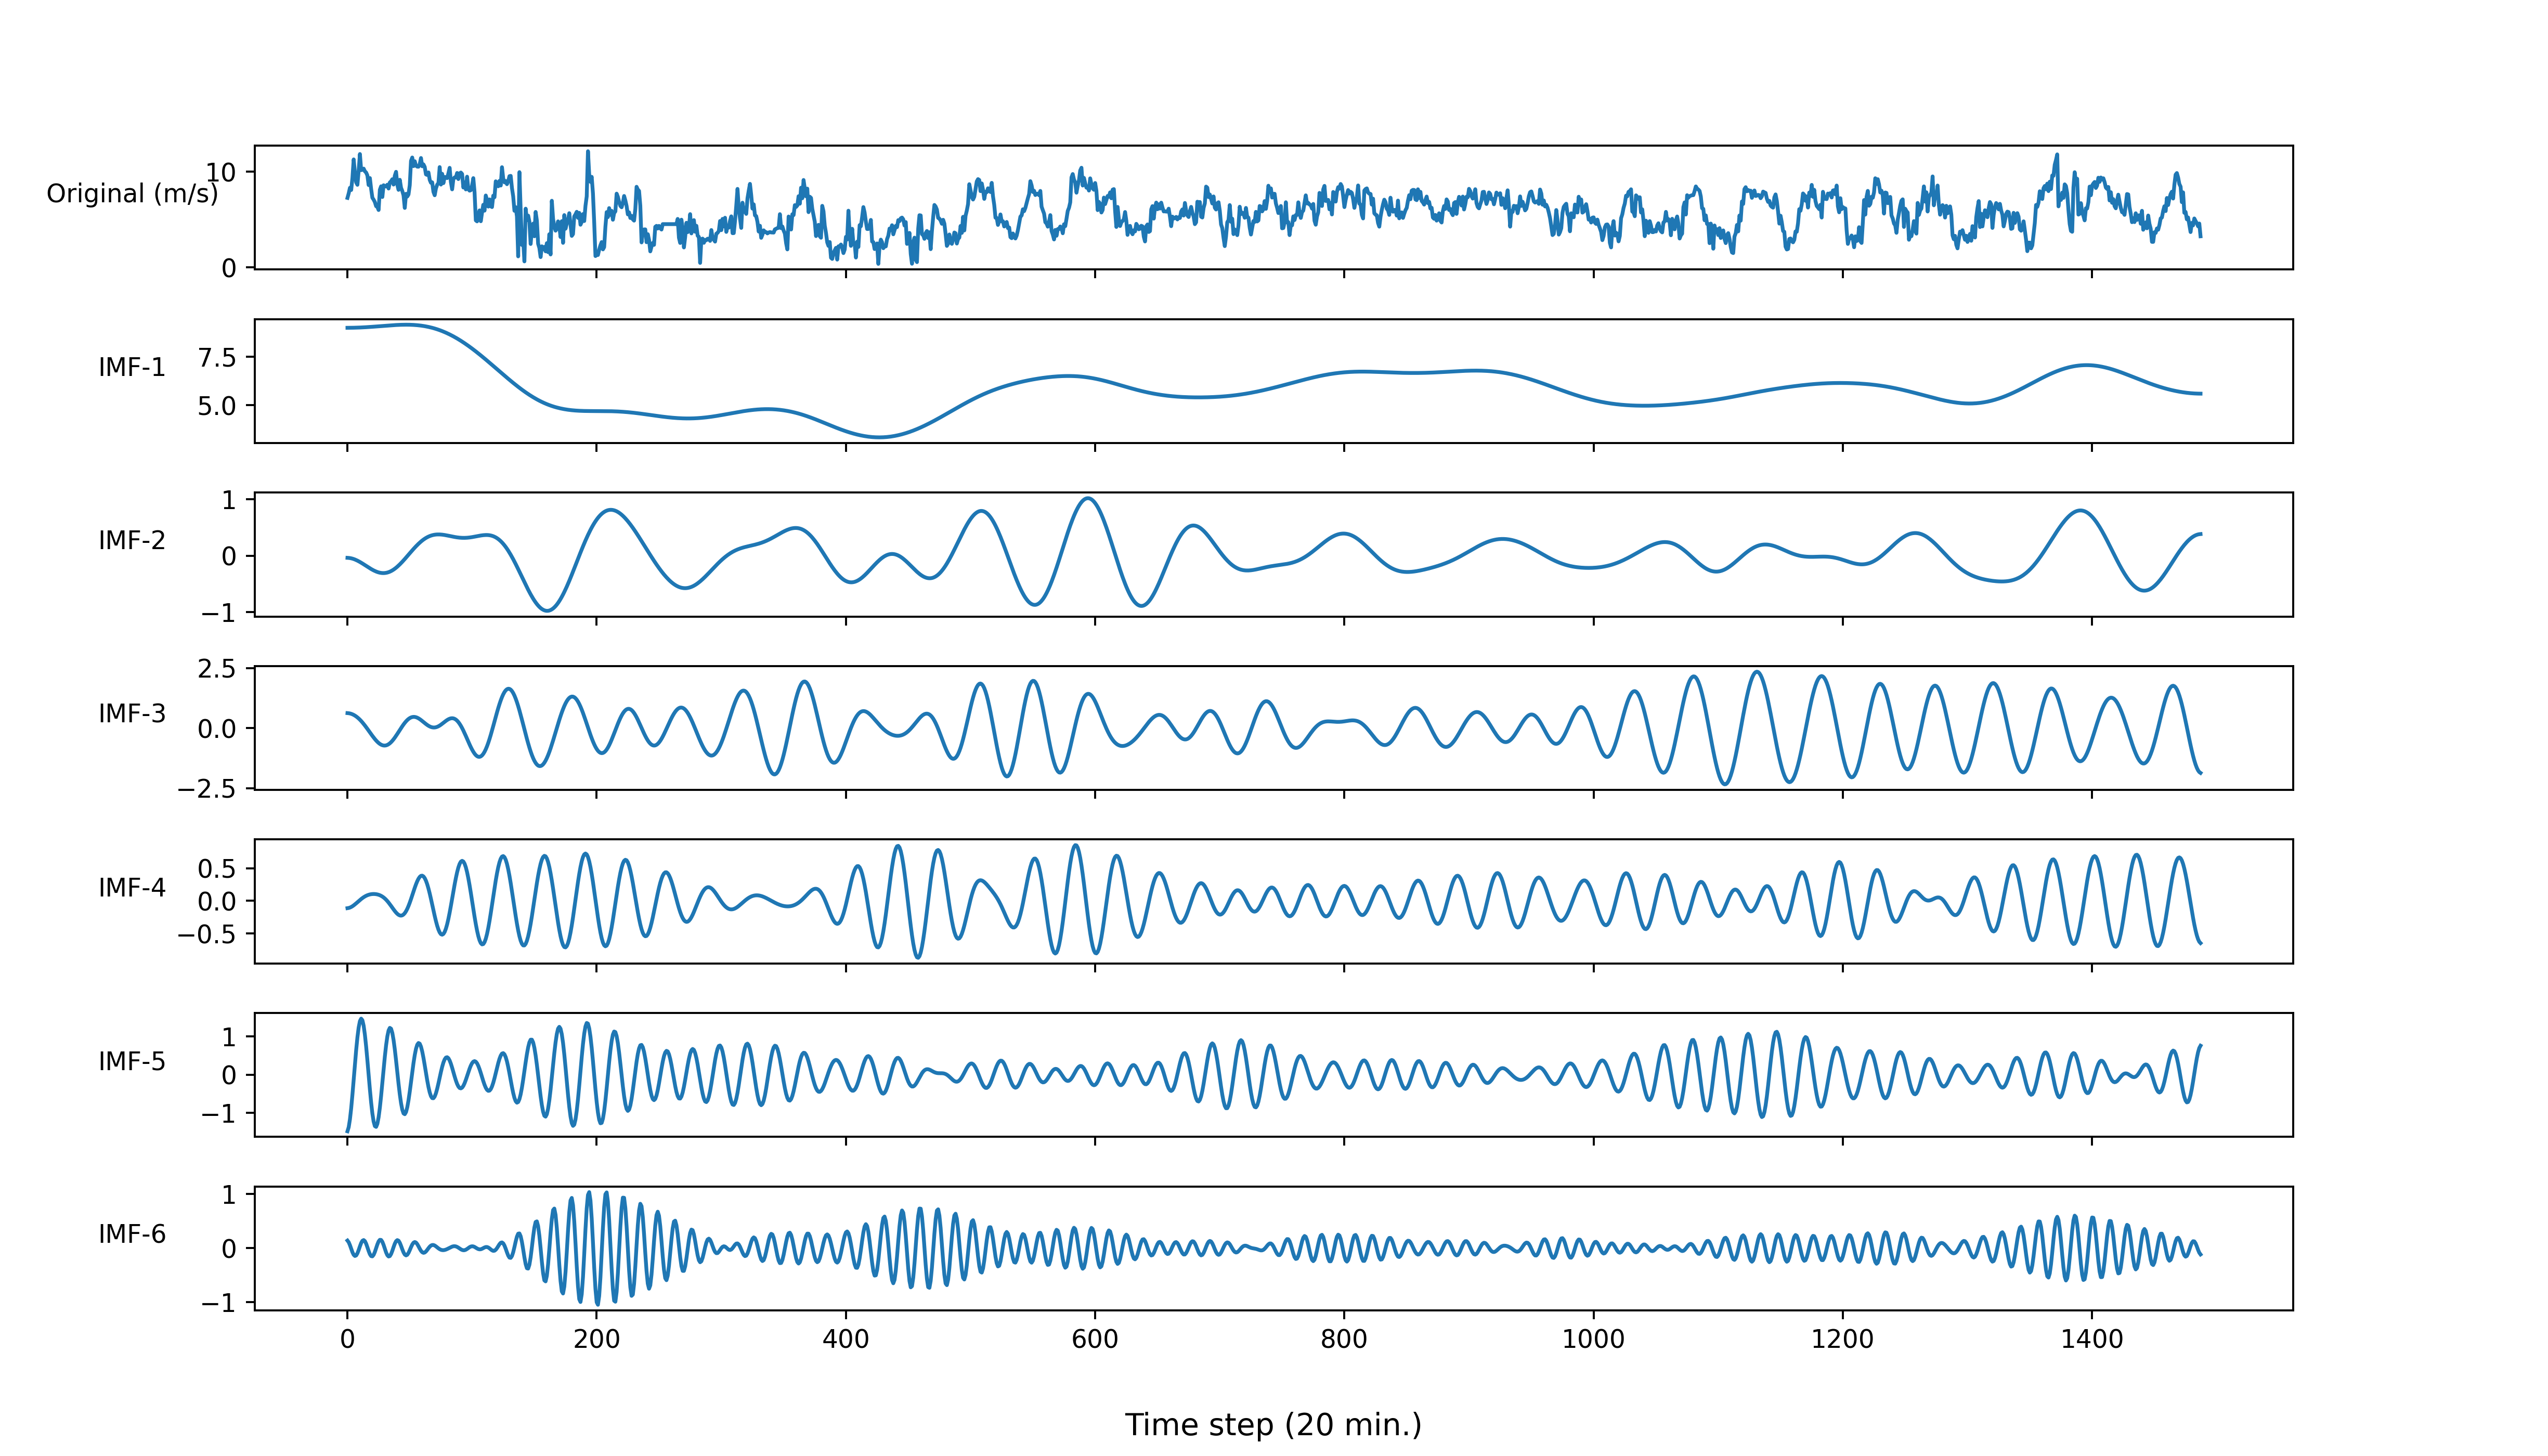 Original (m/s)
10
0
IMF-1
7.5
5.0
IMF-2
1
0
−1
IMF-3
2.5
0.0
−2.5
IMF-4
0.5
0.0
−0.5
IMF-5
1
0
−1
IMF-6
1
0
−1
0 200 400 600 800 1000 1200 1400
Time step (20 min.)